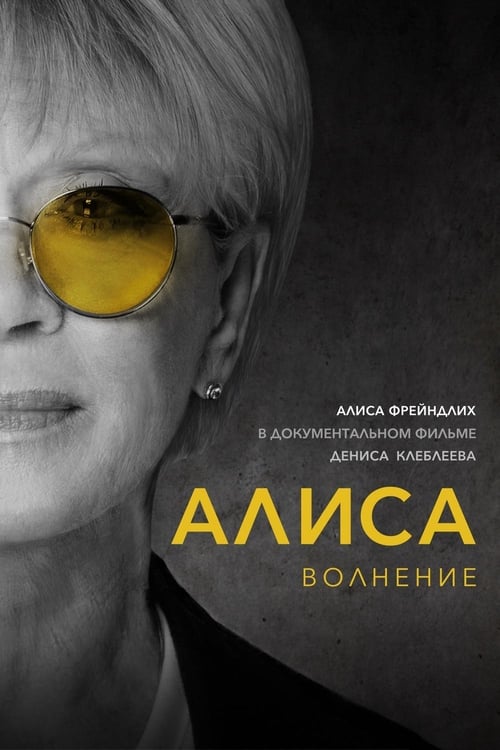 АЛИСА ФРЕЙНДЛИХ
В ДОКУМЕНТАЛЬНОМ ФИЛЬМЕ
ДЕНИСА КЛЕБЛЕЕВА
АЛИСА
ВОЛНЕНИЕ